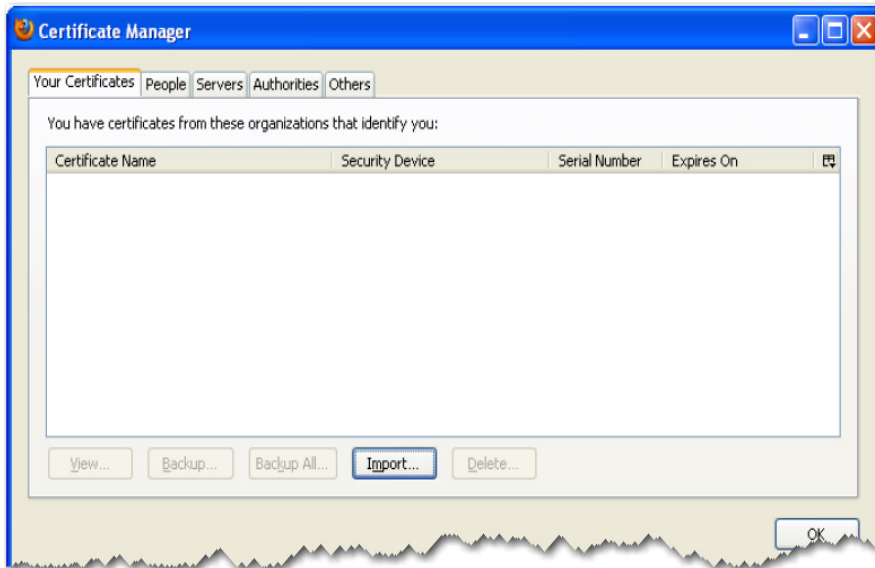 Certificate Manager
Your Certificates People Servers Authorities Others
You have certificates from these organizations that identify you:
Certificate Name Security Device Serial Number Expires On
View... Backup... Backup All... Import... Delete...
OK